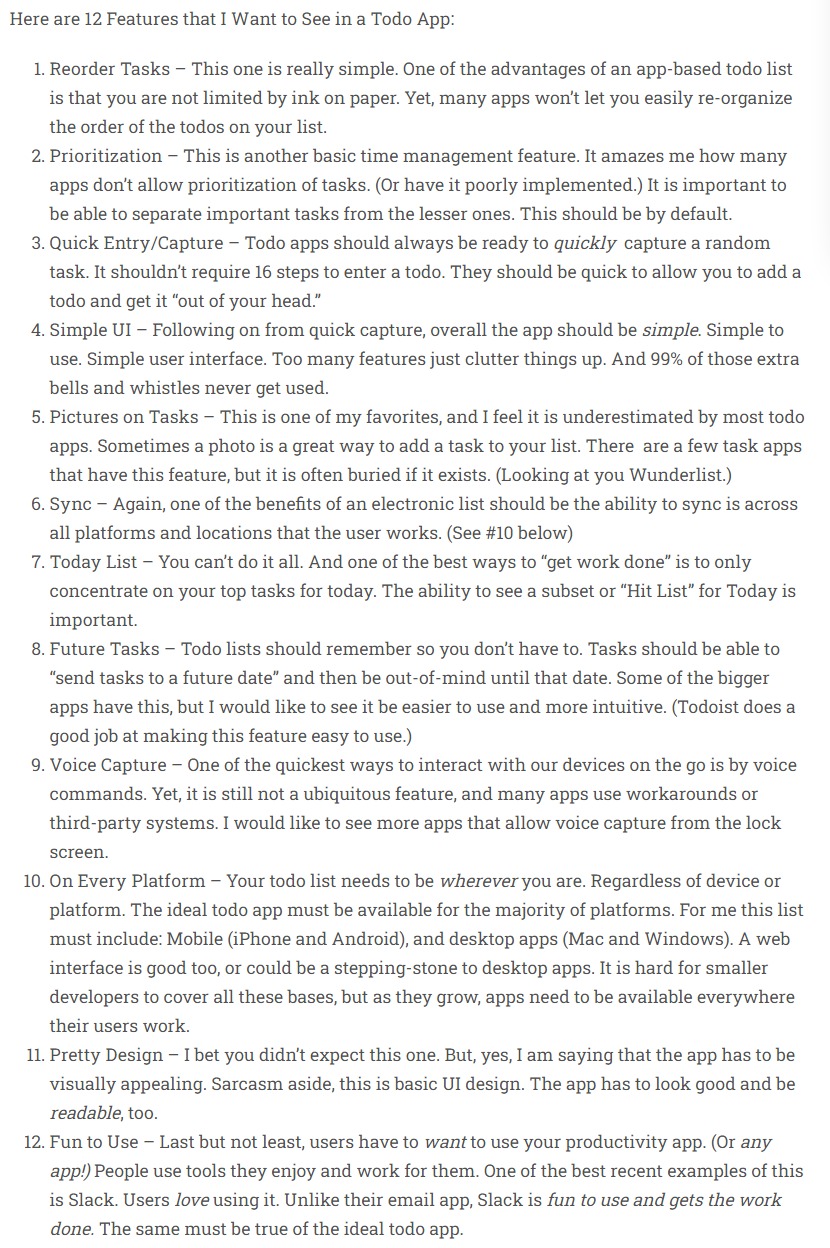 Here are 12 Features that I Want to See in a Todo App:
1. Reorder Tasks – This one is really simple. One of the advantages of an app-based todo list
is that you are not limited by ink on paper. Yet, many apps won’t let you easily re-organize
the order of the todos on your list.
2. Prioritization – This is another basic time management feature. It amazes me how many
apps don’t allow prioritization of tasks. (Or have it poorly implemented.) It is important to
be able to separate important tasks from the lesser ones. This should be by default.
3. Quick Entry/Capture – Todo apps should always be ready to quickly capture a random
task. It shouldn’t require 16 steps to enter a todo. They should be quick to allow you to add a
todo and get it “out of your head.”
4. Simple UI – Following on from quick capture, overall the app should be simple. Simple to
use. Simple user interface. Too many features just clutter things up. And 99% of those extra
bells and whistles never get used.
5. Pictures on Tasks – This is one of my favorites, and I feel it is underestimated by most todo
apps. Sometimes a photo is a great way to add a task to your list. There are a few task apps
that have this feature, but it is often buried if it exists. (Looking at you Wunderlist.)
6. Sync – Again, one of the benefits of an electronic list should be the ability to sync is across
all platforms and locations that the user works. (See #10 below)
7. Today List – You can’t do it all. And one of the best ways to “get work done” is to only
concentrate on your top tasks for today. The ability to see a subset or “Hit List” for Today is
important.
8. Future Tasks – Todo lists should remember so you don’t have to. Tasks should be able to
“send tasks to a future date” and then be out-of-mind until that date. Some of the bigger
apps have this, but I would like to see it be easier to use and more intuitive. (Todoist does a
good job at making this feature easy to use.)
9. Voice Capture – One of the quickest ways to interact with our devices on the go is by voice
commands. Yet, it is still not a ubiquitous feature, and many apps use workarounds or
third-party systems. I would like to see more apps that allow voice capture from the lock
screen.
10. On Every Platform – Your todo list needs to be wherever you are. Regardless of device or
platform. The ideal todo app must be available for the majority of platforms. For me this list
must include: Mobile (iPhone and Android), and desktop apps (Mac and Windows). A web
interface is good too, or could be a stepping-stone to desktop apps. It is hard for smaller
developers to cover all these bases, but as they grow, apps need to be available everywhere
their users work.
11. Pretty Design – I bet you didn’t expect this one. But, yes, I am saying that the app has to be
visually appealing. Sarcasm aside, this is basic UI design. The app has to look good and be
readable, too.
12. Fun to Use – Last but not least, users have to want to use your productivity app. (Or any
app!) People use tools they enjoy and work for them. One of the best recent examples of this
is Slack. Users love using it. Unlike their email app, Slack is fun to use and gets the work
done. The same must be true of the ideal todo app.